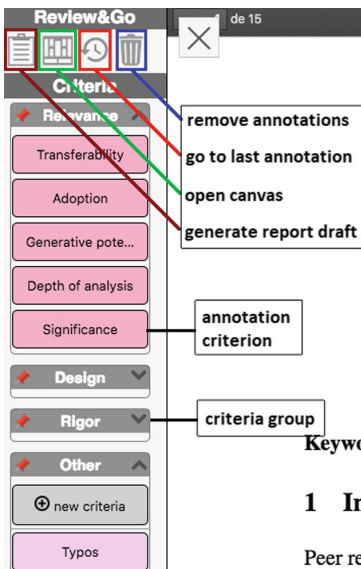 Review&Go
de 15
Criteria
remove annotations
go to last annotation
open canvas
generate report draft
Relevance
Transferability
Adoption
Generative pote...
Depth of analysis
Significance
annotation
criterion
Design
Rigor
criteria group
Other
new criteria
Typos
Keywo
1 In
Peer re